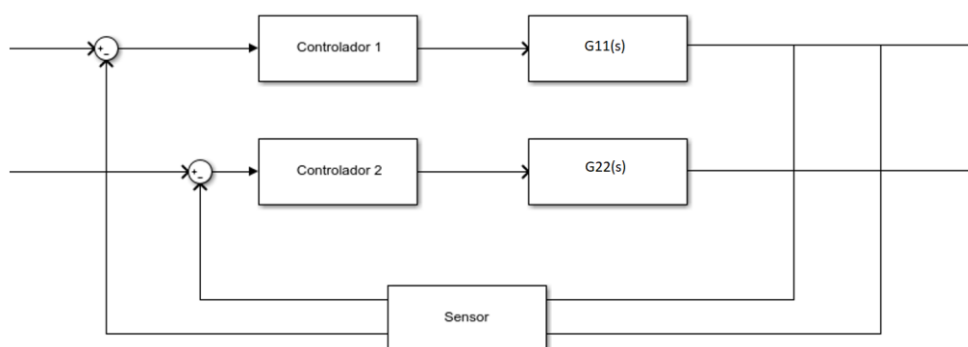 +
-
Controlador 1
G11(s)
+
-
Controlador 2
G22(s)
Sensor